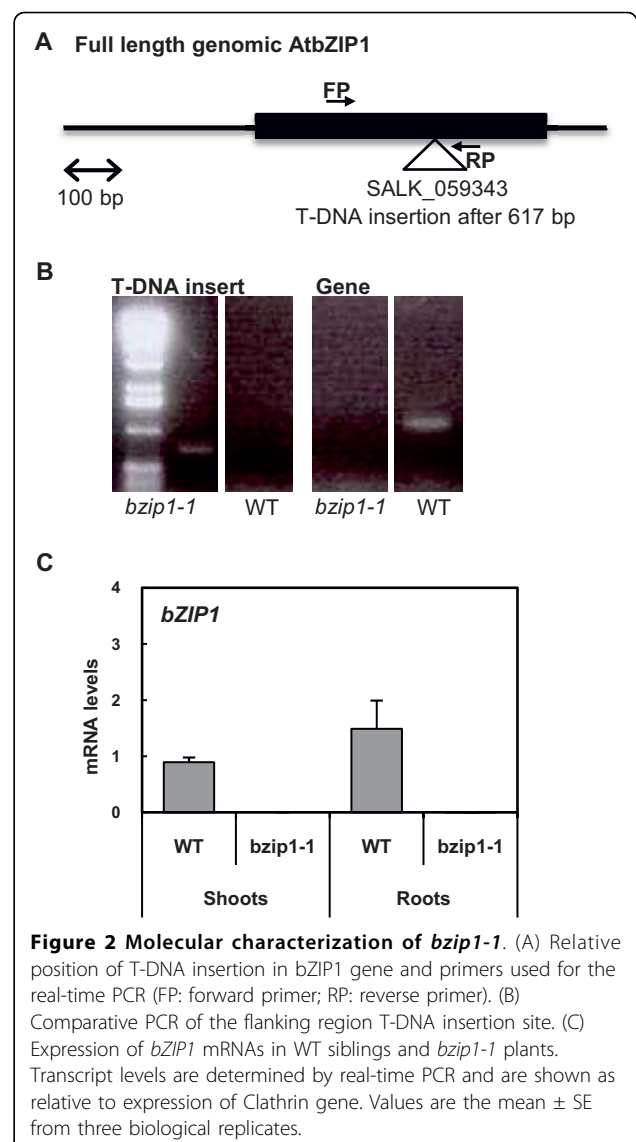 A Full length genomic AtbZIP1
FP
RP
100 bp
SALK_059343
T-DNA insertion after 617 bp
B
T-DNA insert Gene
bzip1-1 WT bzip1-1 WT
C
4
bZIP1
3
2
1
0
mRNA levels
WT bzip1-1 WT bzip1-1
Shoots Roots
Figure 2 Molecular characterization of bzip1-1. (A) Relative
position of T-DNA insertion in bZIP1 gene and primers used for the
real-time PCR (FP: forward primer; RP: reverse primer). (B)
Comparative PCR of the flanking region T-DNA insertion site. (C)
Expression of bZIP1 mRNAs in WT siblings and bzip1-1 plants.
Transcript levels are determined by real-time PCR and are shown as
relative to expression of Clathrin gene. Values are the mean ± SE
from three biological replicates.